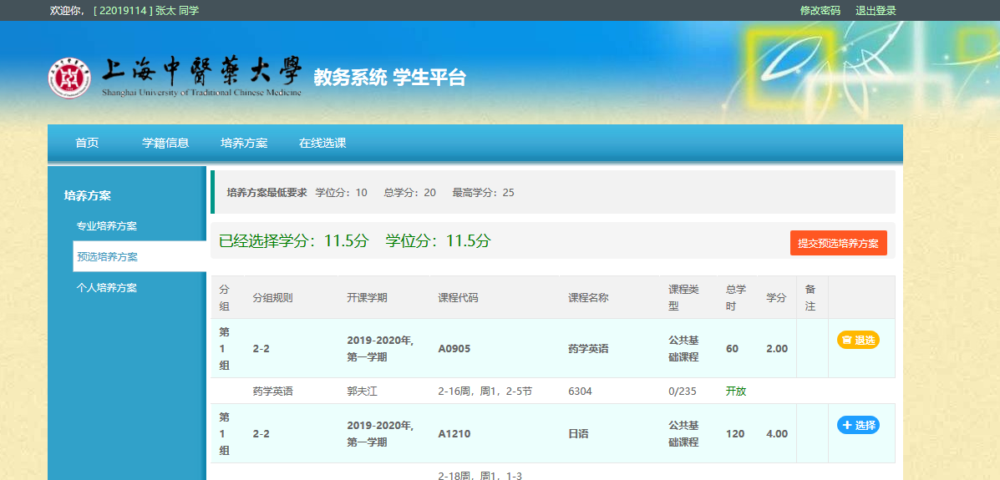 欢迎你， [ 22019114 ] 张太 同学 修改密码 退出登录
上海中醫藥大學 教务系统 学生平台
Shanghai University of Traditional Chinese Medicine
首页 学籍信息 培养方案 在线选课
培养方案
专业培养方案
预选培养方案
个人培养方案
培养方案最低要求 学位分：10 总学分：20 最高学分：25
已经选择学分：11.5分 学位分：11.5分 提交预选培养方案
分组 分组规则 开课学期 课程代码 课程名称 课程类型 总学时 学分 备注
第1组 2-2 2019-2020年,第一学期 A0905 药学英语 公共基础课程 60 2.00 退选
药学英语 郭夫江 2-16周，周1，2-5节 6304 0/235 开放
第1组 2-2 2019-2020年,第一学期 A1210 日语 公共基础课程 120 4.00 选择
2-18周，周1，1-3